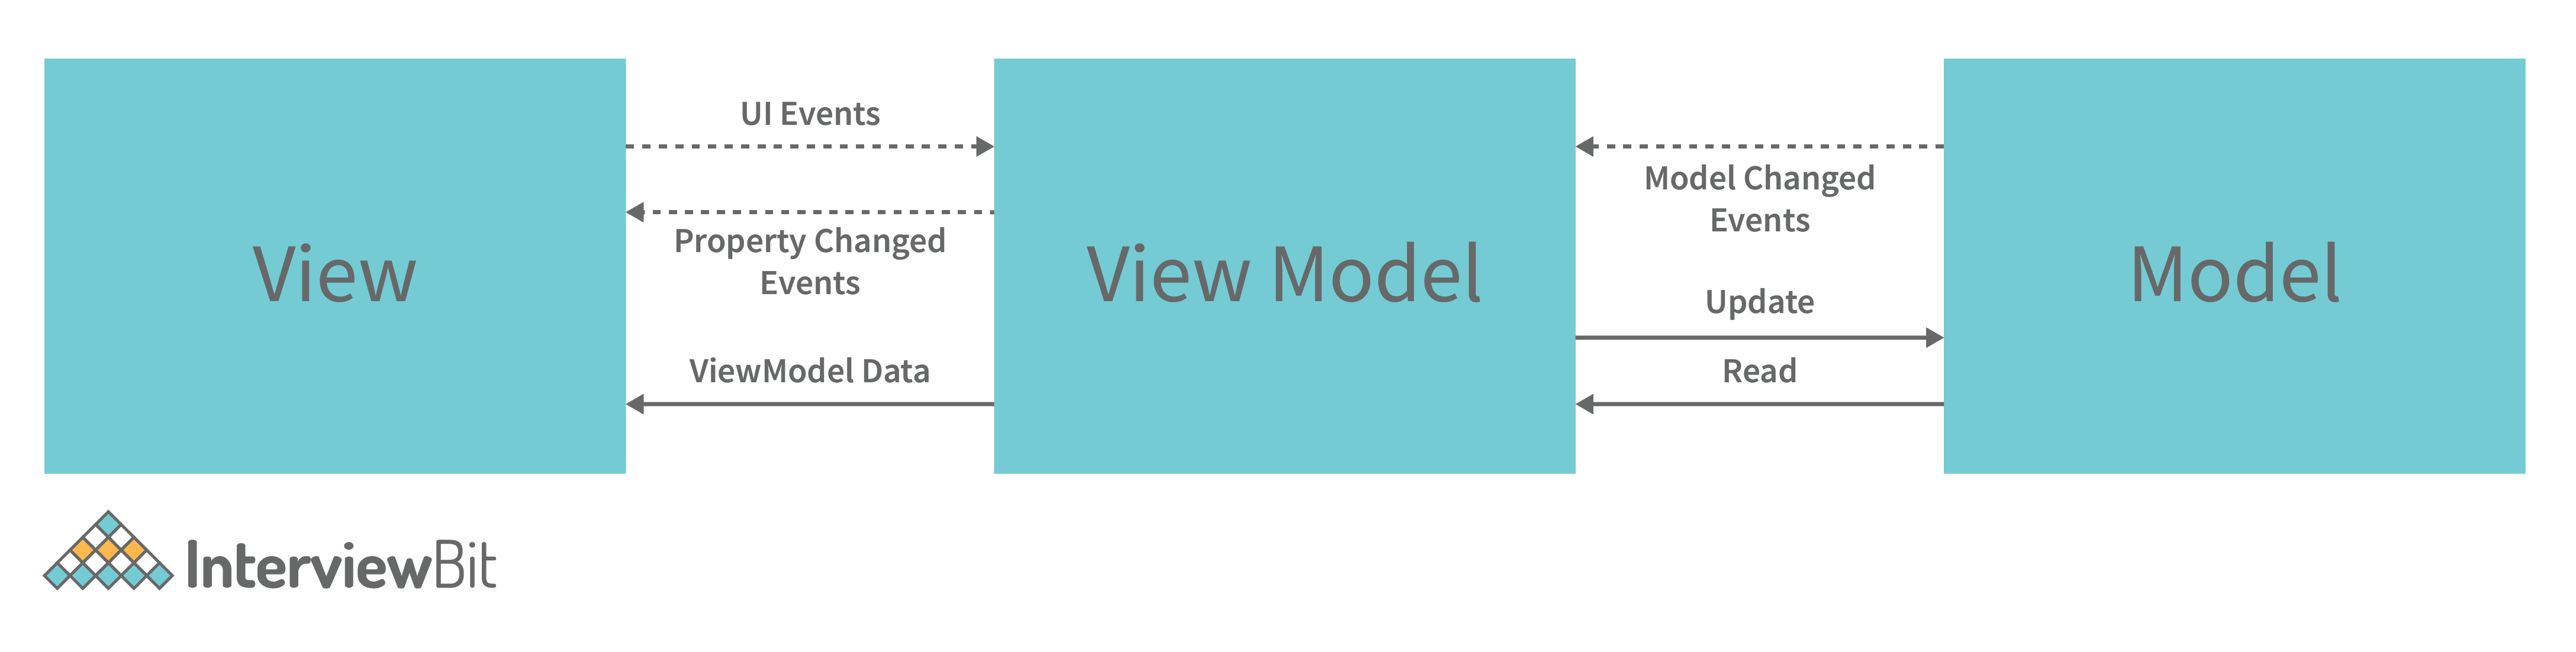 View
UI Events
Property Changed
Events
ViewModel Data
View Model
Model Changed
Events
Update
Read
Model
InterviewBit